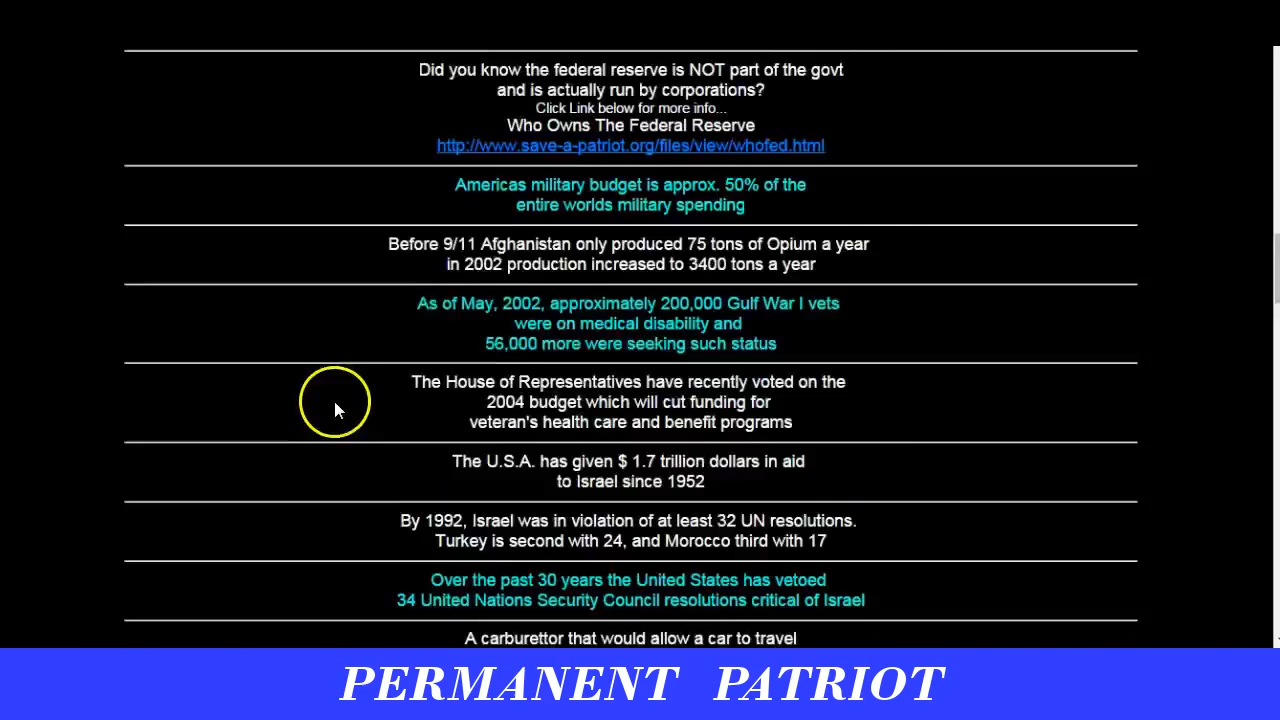 Did you know the federal reserve is NOT part of the govt
and is actually run by corporations?
Click Link below for more info...
Who Owns The Federal Reserve
http://www.save-a-patriot.org/files/view/whofed.html
Americas military budget is approx. 50% of the
entire worlds military spending
Before 9/11 Afghanistan only produced 75 tons of Opium a year
in 2002 production increased to 3400 tons a year
As of May, 2002, approximately 200,000 Gulf War I vets
were on medical disability and
56,000 more were seeking such status
The House of Representatives have recently voted on the
2004 budget which will cut funding for
veteran's health care and benefit programs
The U.S.A. has given $ 1.7 trillion dollars in aid
to Israel since 1952
By 1992, Israel was in violation of at least 32 UN resolutions.
Turkey is second with 24, and Morocco third with 17
Over the past 30 years the United States has vetoed
34 United Nations Security Council resolutions critical of Israel
A carburettor that would allow a car to travel
PERMANENT PATRIOT